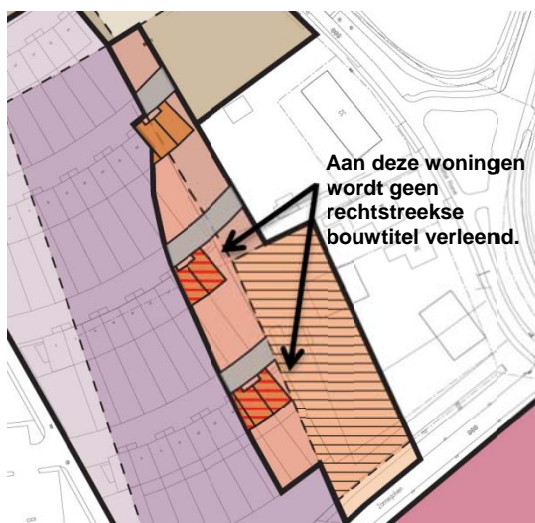 Aan deze woningen
wordt geen
rechtstreekse
bouwtitel verleend.